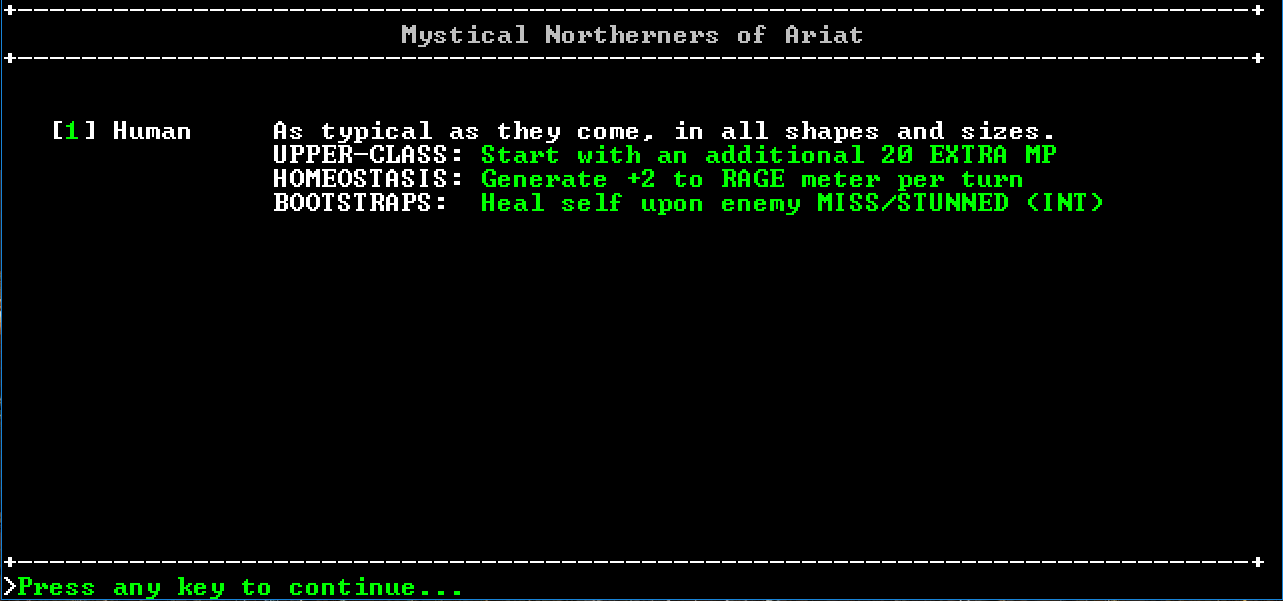 Mystical Northerners of Ariat
[1] Human As typical as they come, in all shapes and sizes.
UPPER-CLASS: Start with an additional 20 EXTRA MP
HOMEOSTASIS: Generate +2 to RAGE meter per turn
BOOTSTRAPS: Heal self upon enemy MISS/STUNNED (INT)
>Press any key to continue...